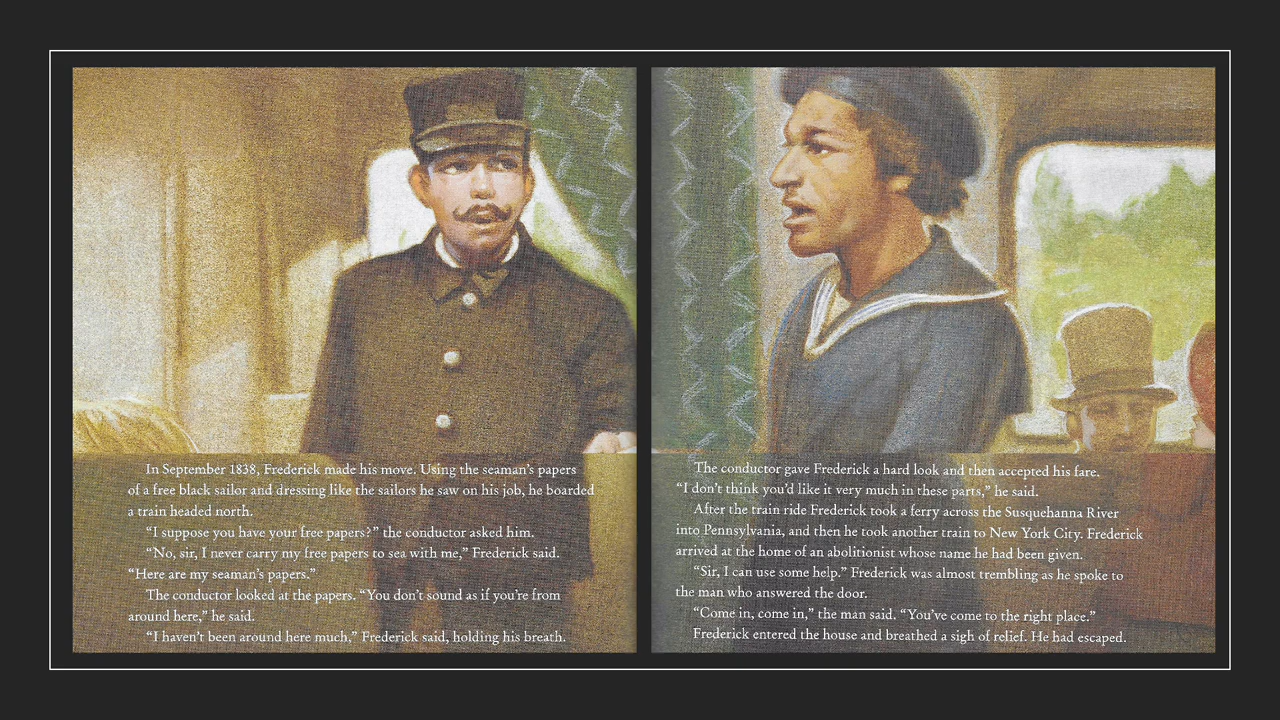 In September 1838, Frederick made his move. Using the seaman's papers
of a free black sailor and dressing like the sailors he saw on his job, he boarded
a train headed north.
“I suppose you have your free papers?” the conductor asked him.
“No, sir, I never carry my free papers to sea with me,” Frederick said.
“Here are my seaman's papers.”
The conductor looked at the papers. “You don't sound as if you're from
around here,” he said.
“I haven't been around here much,” Frederick said, holding his breath.
The conductor gave Frederick a hard look and then accepted his fare.
“I don't think you'd like it very much in these parts,” he said.
After the train ride Frederick took a ferry across the Susquehanna River
into Pennsylvania, and then he took another train to New York City. Frederick
arrived at the home of an abolitionist whose name he had been given.
“Sir, I can use some help.” Frederick was almost trembling as he spoke to
the man who answered the door.
“Come in, come in,” the man said. “You've come to the right place.”
Frederick entered the house and breathed a sigh of relief. He had escaped.